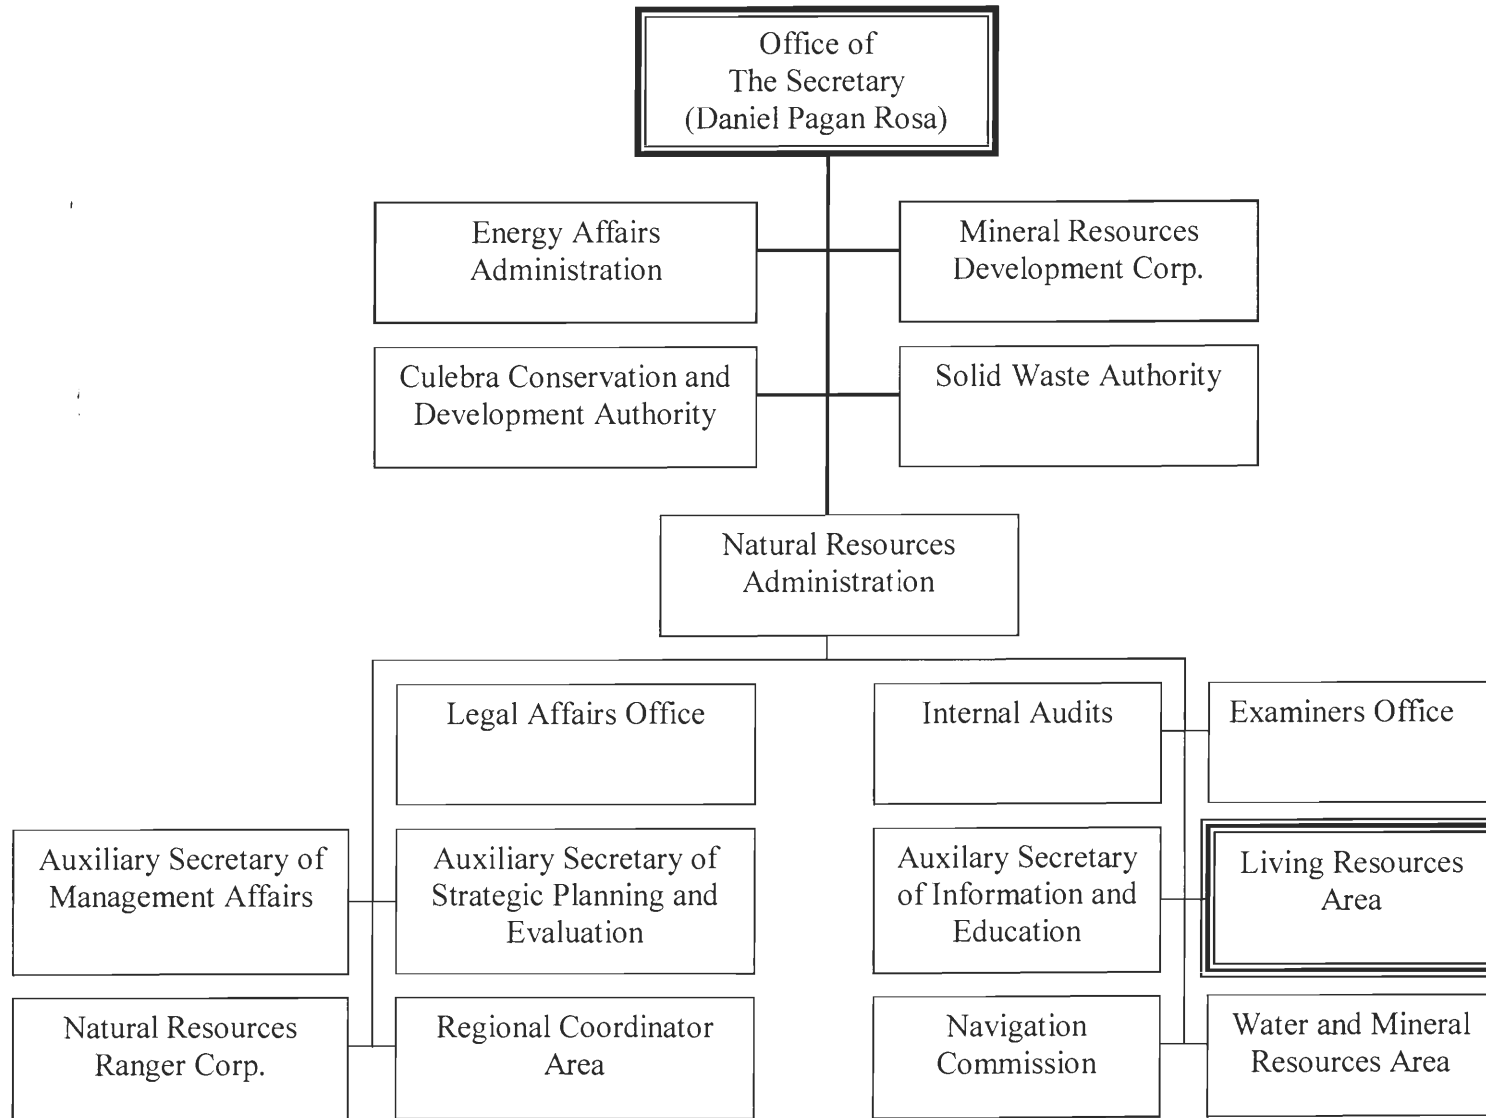 Office of
The Secretary
(Daniel Pagan Rosa)
Energy Affairs
Administration
Mineral Resources
Development Corp.
Culebra Conservation and
Development Authority
Solid Waste Authority
Natural Resources
Administration
Legal Affairs Office
Internal Audits
Examiners Office
Auxiliary Secretary of
Management Affairs
Auxiliary Secretary of
Strategic Planning and
Evaluation
Auxilary Secretary
of Information and
Education
Living Resources
Area
Natural Resources
Ranger Corp.
Regional Coordinator
Area
Navigation
Commission
Water and Mineral
Resources Area